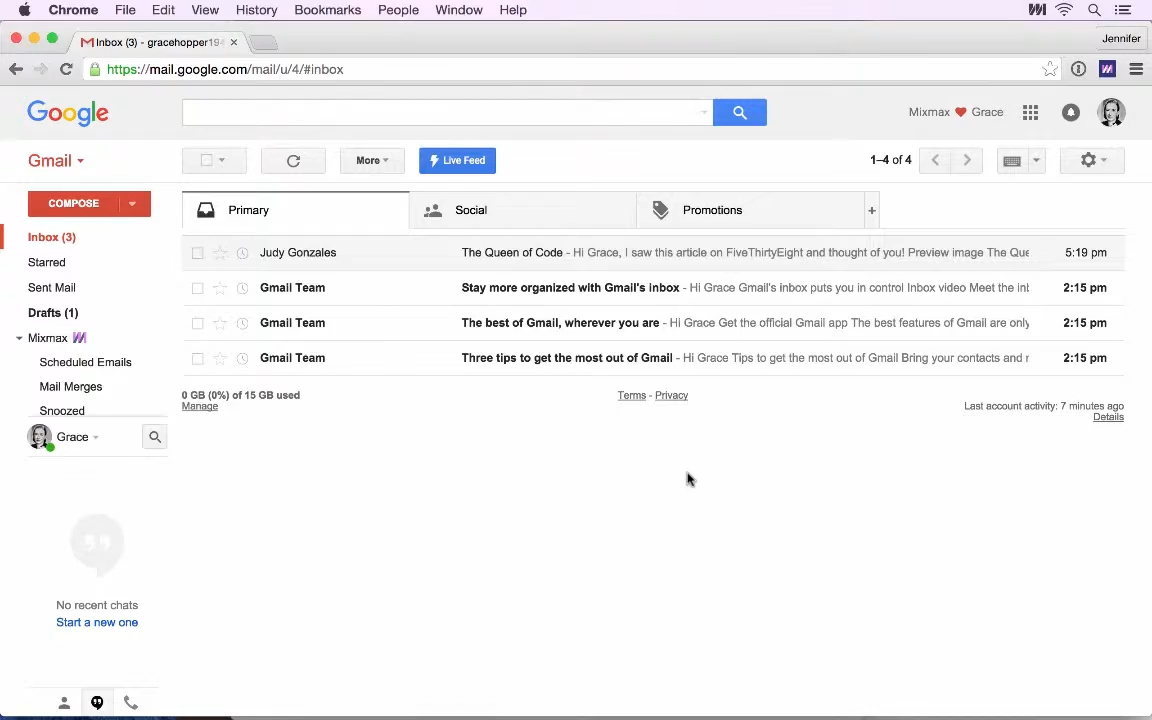 Chrome File Edit View History Bookmarks People Window Help
Inbox (3) - gracehopper194
Jennifer
https://mail.google.com/mail/u/4/#inbox
Google
Mixmax ❤ Grace
Gmail
More
Live Feed
1–4 of 4
COMPOSE
Primary
Social
Promotions
+
Inbox (3)
Starred
Sent Mail
Drafts (1)
Mixmax
Scheduled Emails
Mail Merges
Snoozed
Grace
Judy Gonzales The Queen of Code - Hi Grace, I saw this article on FiveThirtyEight and thought of you! Preview image The Que 5:19 pm
Gmail Team Stay more organized with Gmail's inbox - Hi Grace Gmail's inbox puts you in control Inbox video Meet the int 2:15 pm
Gmail Team The best of Gmail, wherever you are - Hi Grace Get the official Gmail app The best features of Gmail are only 2:15 pm
Gmail Team Three tips to get the most out of Gmail - Hi Grace Tips to get the most out of Gmail Bring your contacts and r 2:15 pm
0 GB (0%) of 15 GB used
Manage
Terms - Privacy
Last account activity: 7 minutes ago
Details
No recent chats
Start a new one